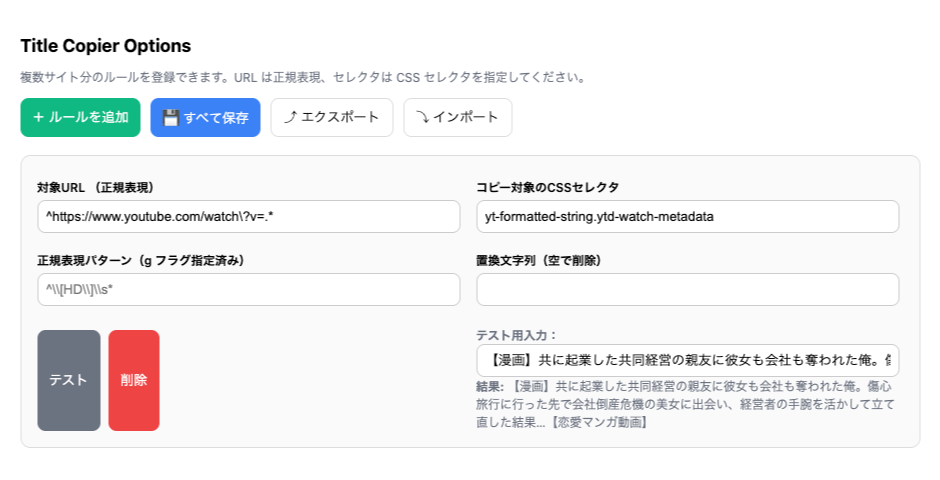 Title Copier Options
複数サイト分のルールを登録できます。URL は正規表現、セレクタは CSS セレクタを指定してください。
+ ルールを追加
💾 すべて保存
⤴ エクスポート
⤵ インポート
対象URL （正規表現）
コピー対象のCSSセレクタ
^https://www.youtube.com/watch\?v=.*
yt-formatted-string.ytd-watch-metadata
正規表現パターン（g フラグ指定済み）
置換文字列（空で削除）
^\\[HD\\]\\s*
テスト
削除
テスト用入力：
【漫画】共に起業した共同経営の親友に彼女も会社も奪われた俺。
結果: 【漫画】共に起業した共同経営の親友に彼女も会社も奪われた俺。傷心
旅行に行った先で会社倒産危機の美女に出会い、経営者の手腕を活かして立て
直した結果...【恋愛マンガ動画】